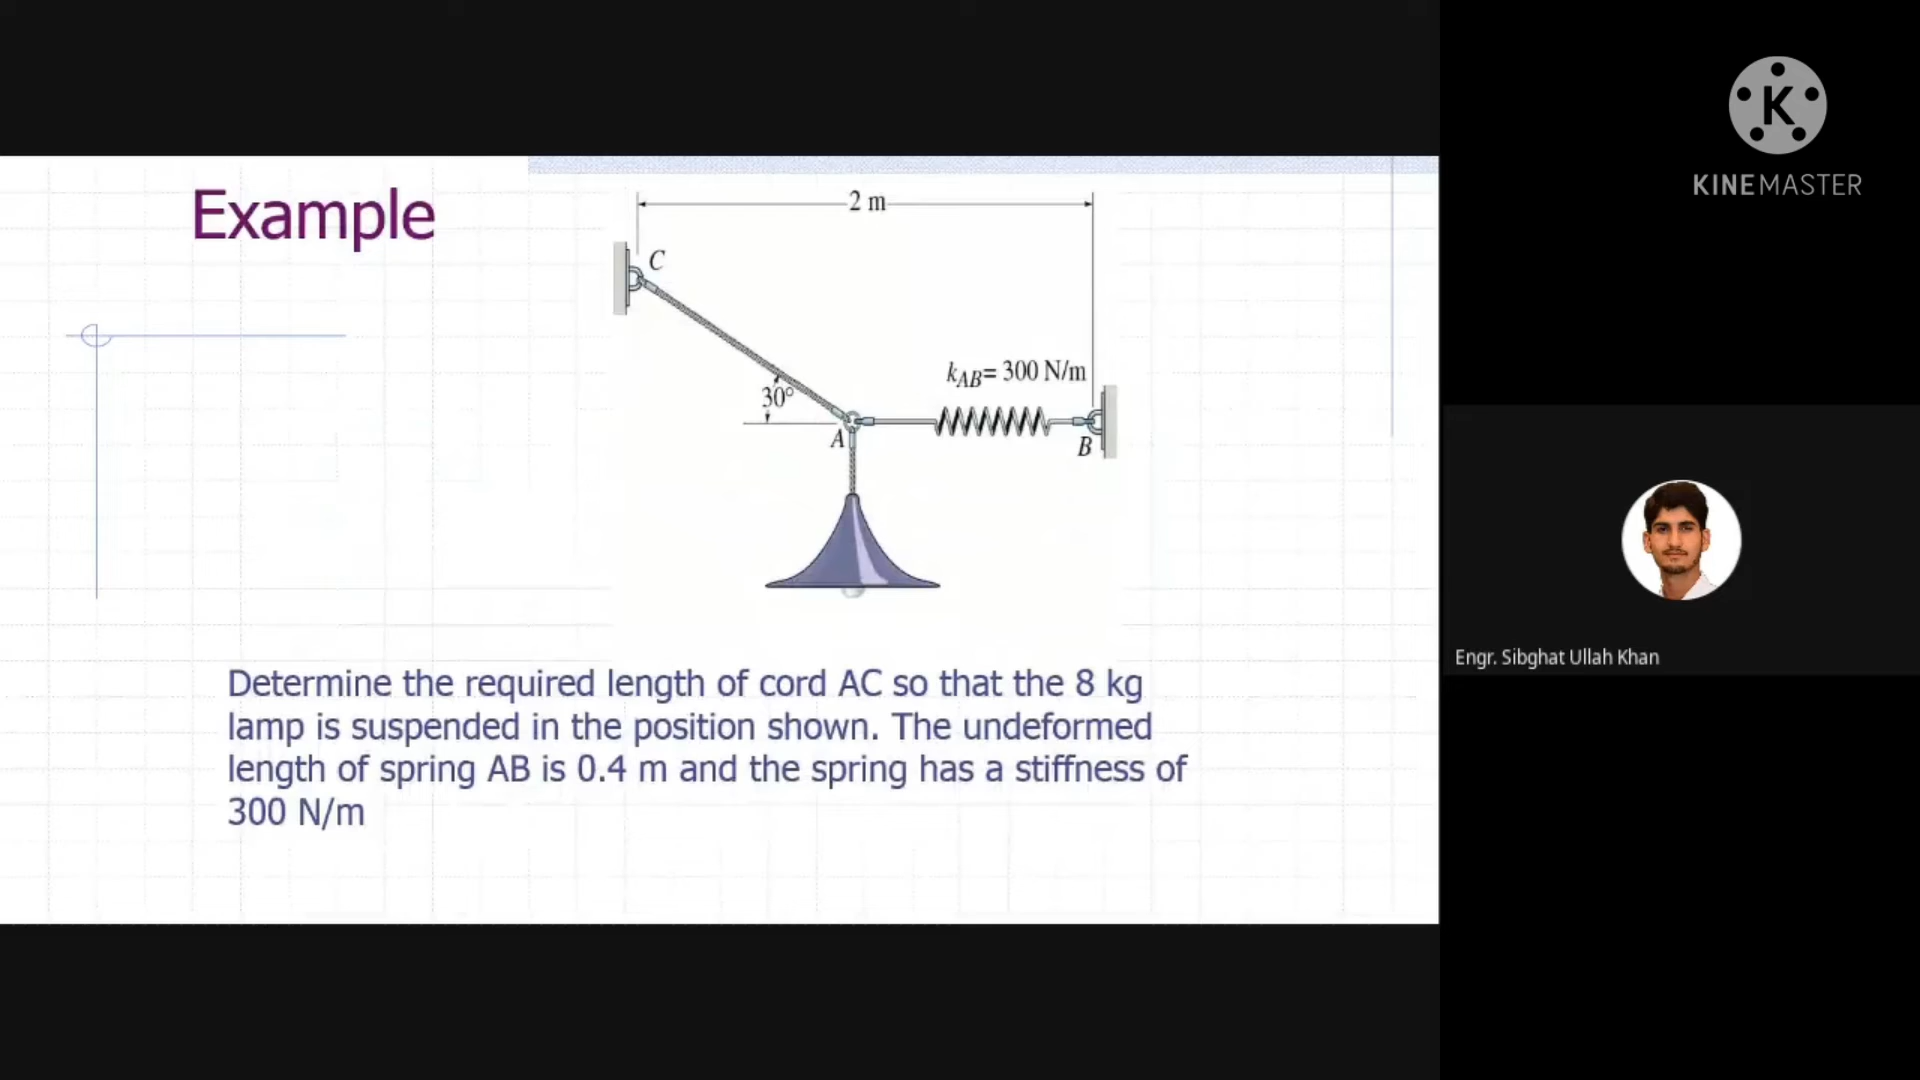 Example
2 m
C
k_AB= 300 N/m
30°
A
B
Determine the required length of cord AC so that the 8 kg
lamp is suspended in the position shown. The undeformed
length of spring AB is 0.4 m and the spring has a stiffness of
300 N/m
K
KINEMASTER
Engr. Sibghat Ullah Khan